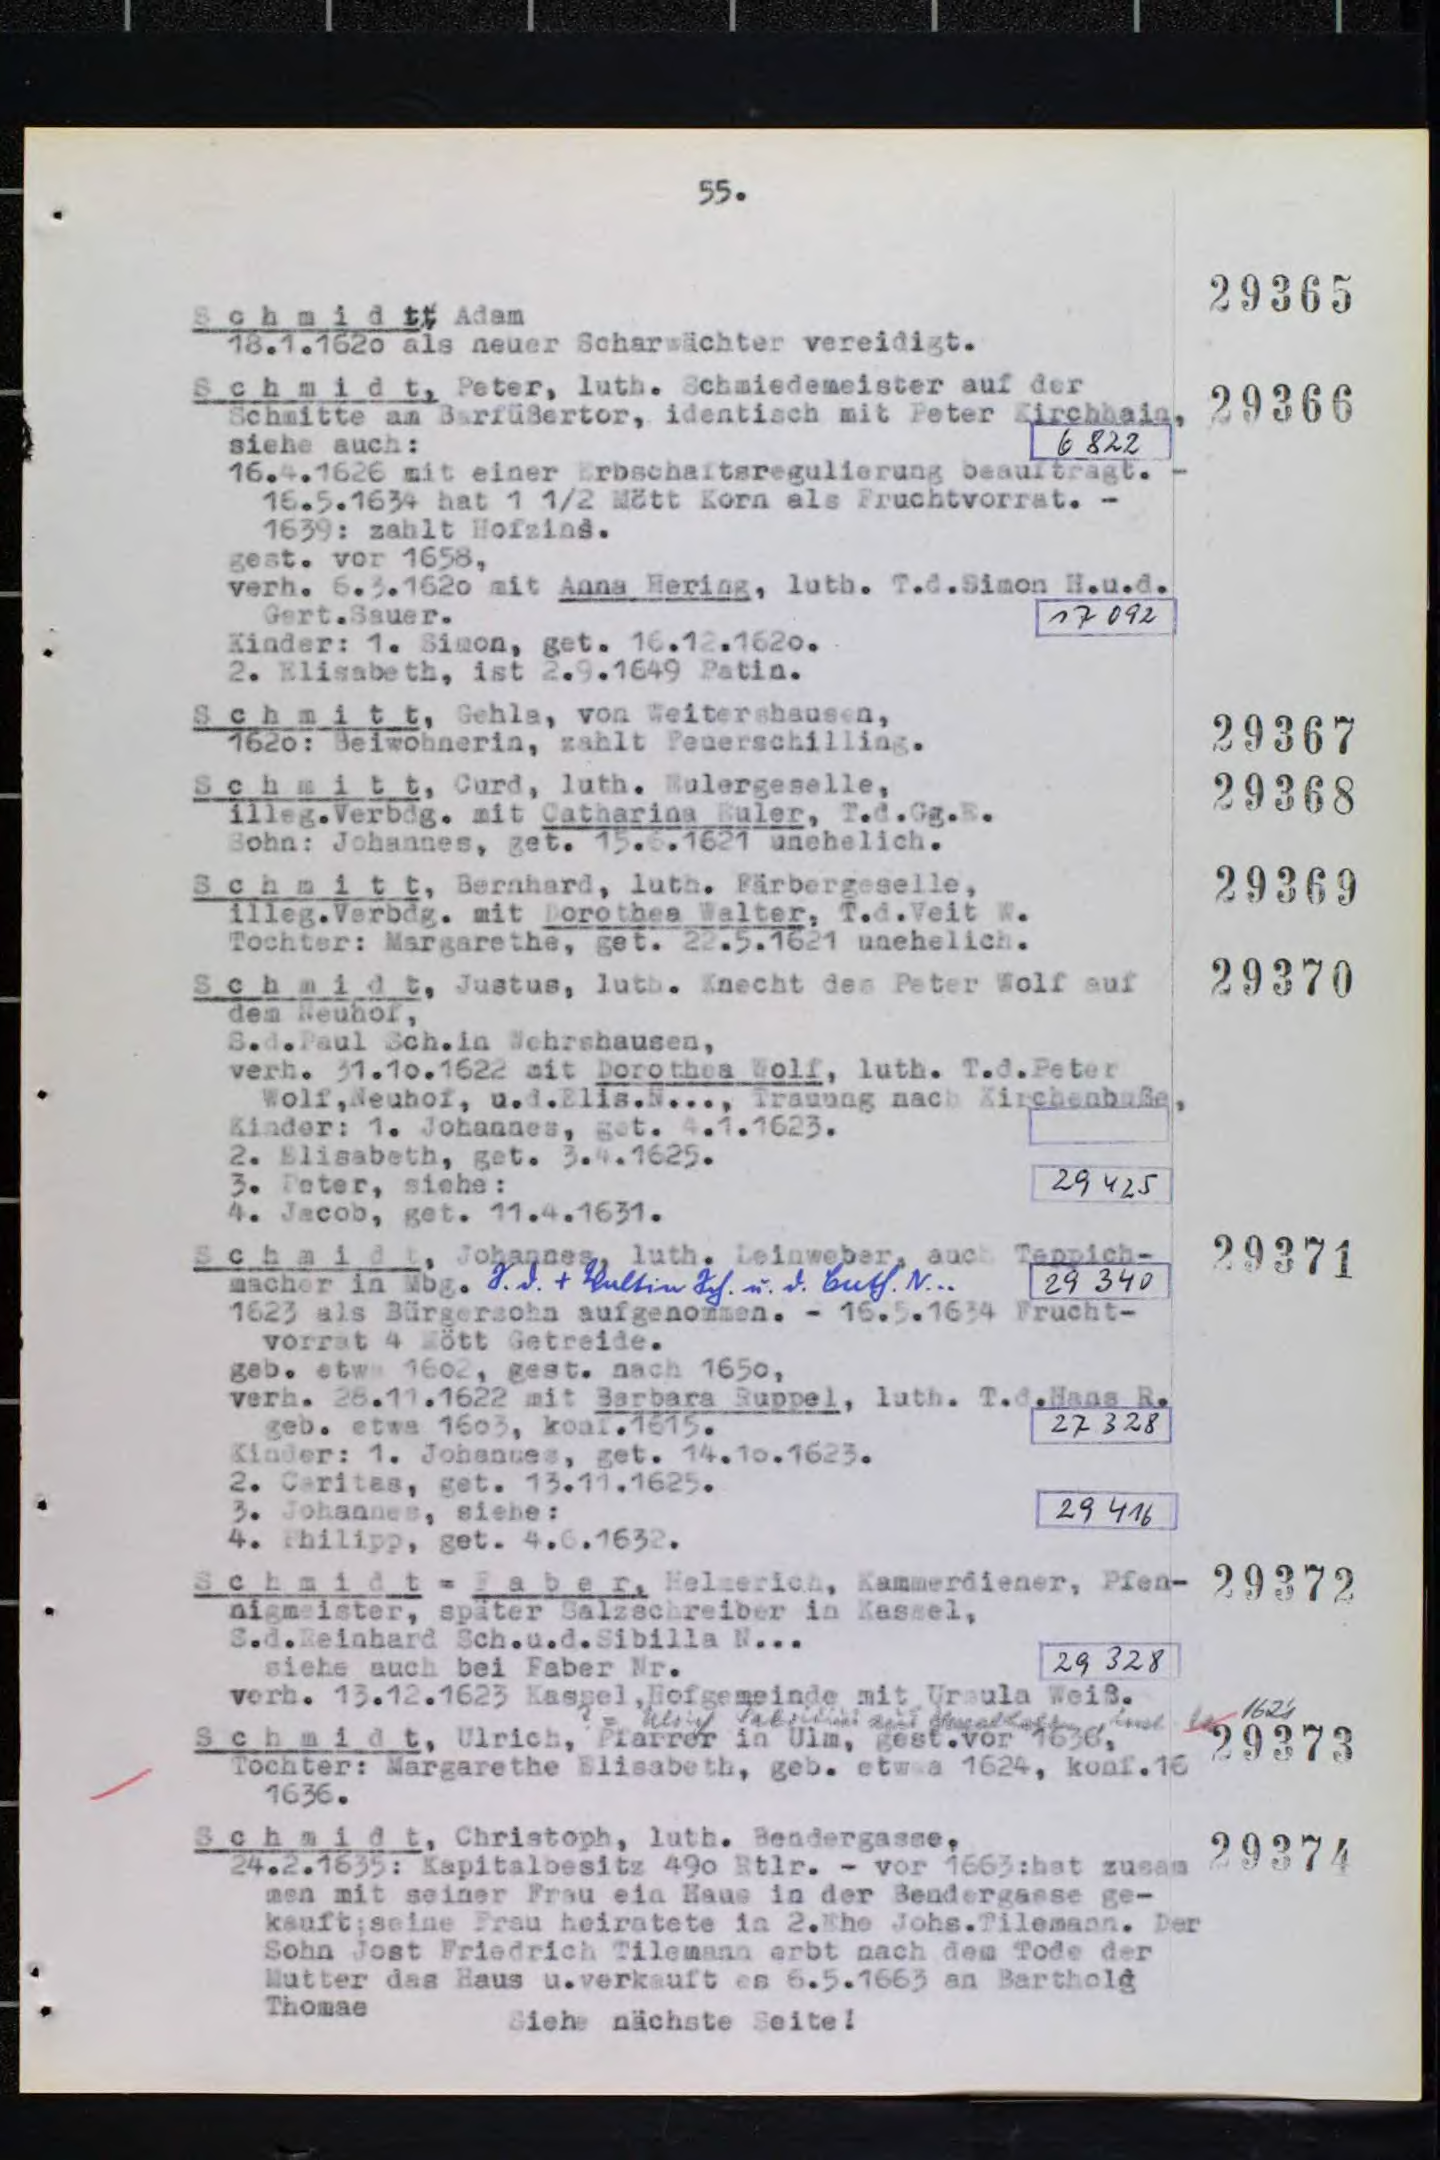 55.
29365
Schmidtt, Adam
18.1.1620 als neuer Scharwächter vereidigt.
Schmidt, Peter, luth. Schmiedemeister auf der 29366
Schmitte am Barfüßertor, identisch mit Peter Kirchhain,
siehe auch: 6 822
16.4.1626 mit einer Erbschaftsregulierung beauftragt. -
16.5.1634 hat 1 1/2 Mött Korn als Fruchtvorrat. -
1639: zahlt Hofzins.
gest. vor 1658,
verh. 6.3.1620 mit Anna Hering, luth. T.d.Simon H.u.d.
Gert.Sauer. 17 092
Kinder: 1. Simon, get. 16.12.1620.
2. Elisabeth, ist 2.9.1649 Patin.
Schmitt, Gehla, von Weitershausen, 29367
1620: Beiwohnerin, zahlt Feuerschilling.
Schmitt, Curd, luth. Eulergeselle, 29368
illeg.Verbdg. mit Catharina Euler, T.d.Gg.E.
Sohn: Johannes, get. 15.6.1621 unehelich.
Schmitt, Bernhard, luth. Färbergeselle, 29369
illeg.Verbdg. mit Dorothea Walter, T.d.Veit W.
Tochter: Margarethe, get. 22.5.1621 unehelich.
Schmidt, Justus, luth. Knecht des Peter Wolf auf 29370
dem Neuhof,
S.d.Paul Sch.in Wehrshausen,
verh. 31.10.1622 mit Dorothea Wolf, luth. T.d.Peter
Wolf,Neuhof, u.d.Elis.N..., Trauung nach Kirchenbuße,
Kinder: 1. Johannes, get. 4.1.1623.
2. Elisabeth, get. 3.4.1625.
3. Peter, siehe: 29 425
4. Jacob, get. 11.4.1631.
Schmidt, Johannes, luth. Leinweber, auch Teppich- 29371
macher in Mbg. S. d. + Sch. u. d. Cath. N... 29 340
1623 als Bürgersohn aufgenommen. - 16.5.1634 Frucht-
vorrat 4 Mött Getreide.
geb. etwa 1602, gest. nach 1650,
verh. 28.11.1622 mit Barbara Ruppel, luth. T.d.Hans R.
geb. etwa 1603, konf.1615. 27 328
Kinder: 1. Johannes, get. 14.10.1623.
2. Caritas, get. 13.11.1625.
3. Johannes, siehe: 29 416
4. Philipp, get. 4.6.1632.
Schmidt = Faber, Helmerich, Kammerdiener, Pfen- 29372
nigmeister, später Salzschreiber in Kassel,
S.d.Reinhard Sch.u.d.Sibilla N...
siehe auch bei Faber Nr. 29 328
verh. 13.12.1623 Kassel,Hofgemeinde mit Ursula Weiß.
? = Ulrich 1624
Schmidt, Ulrich, Pfarrer in Ulm, gest.vor 1636, 29373
Tochter: Margarethe Elisabeth, geb. etwa 1624, konf.16
1636.
Schmidt, Christoph, luth. Bendergasse, 29374
24.2.1635: Kapitalbesitz 490 Rtlr. - vor 1663:hat zusam
men mit seiner Frau ein Haus in der Bendergasse ge-
kauft;seine Frau heiratete in 2.Ehe Johs.Tilemann. Der
Sohn Jost Friedrich Tilemann erbt nach dem Tode der
Mutter das Haus u.verkauft es 6.5.1663 an Barthold
Thomae
Siehe nächste Seite!